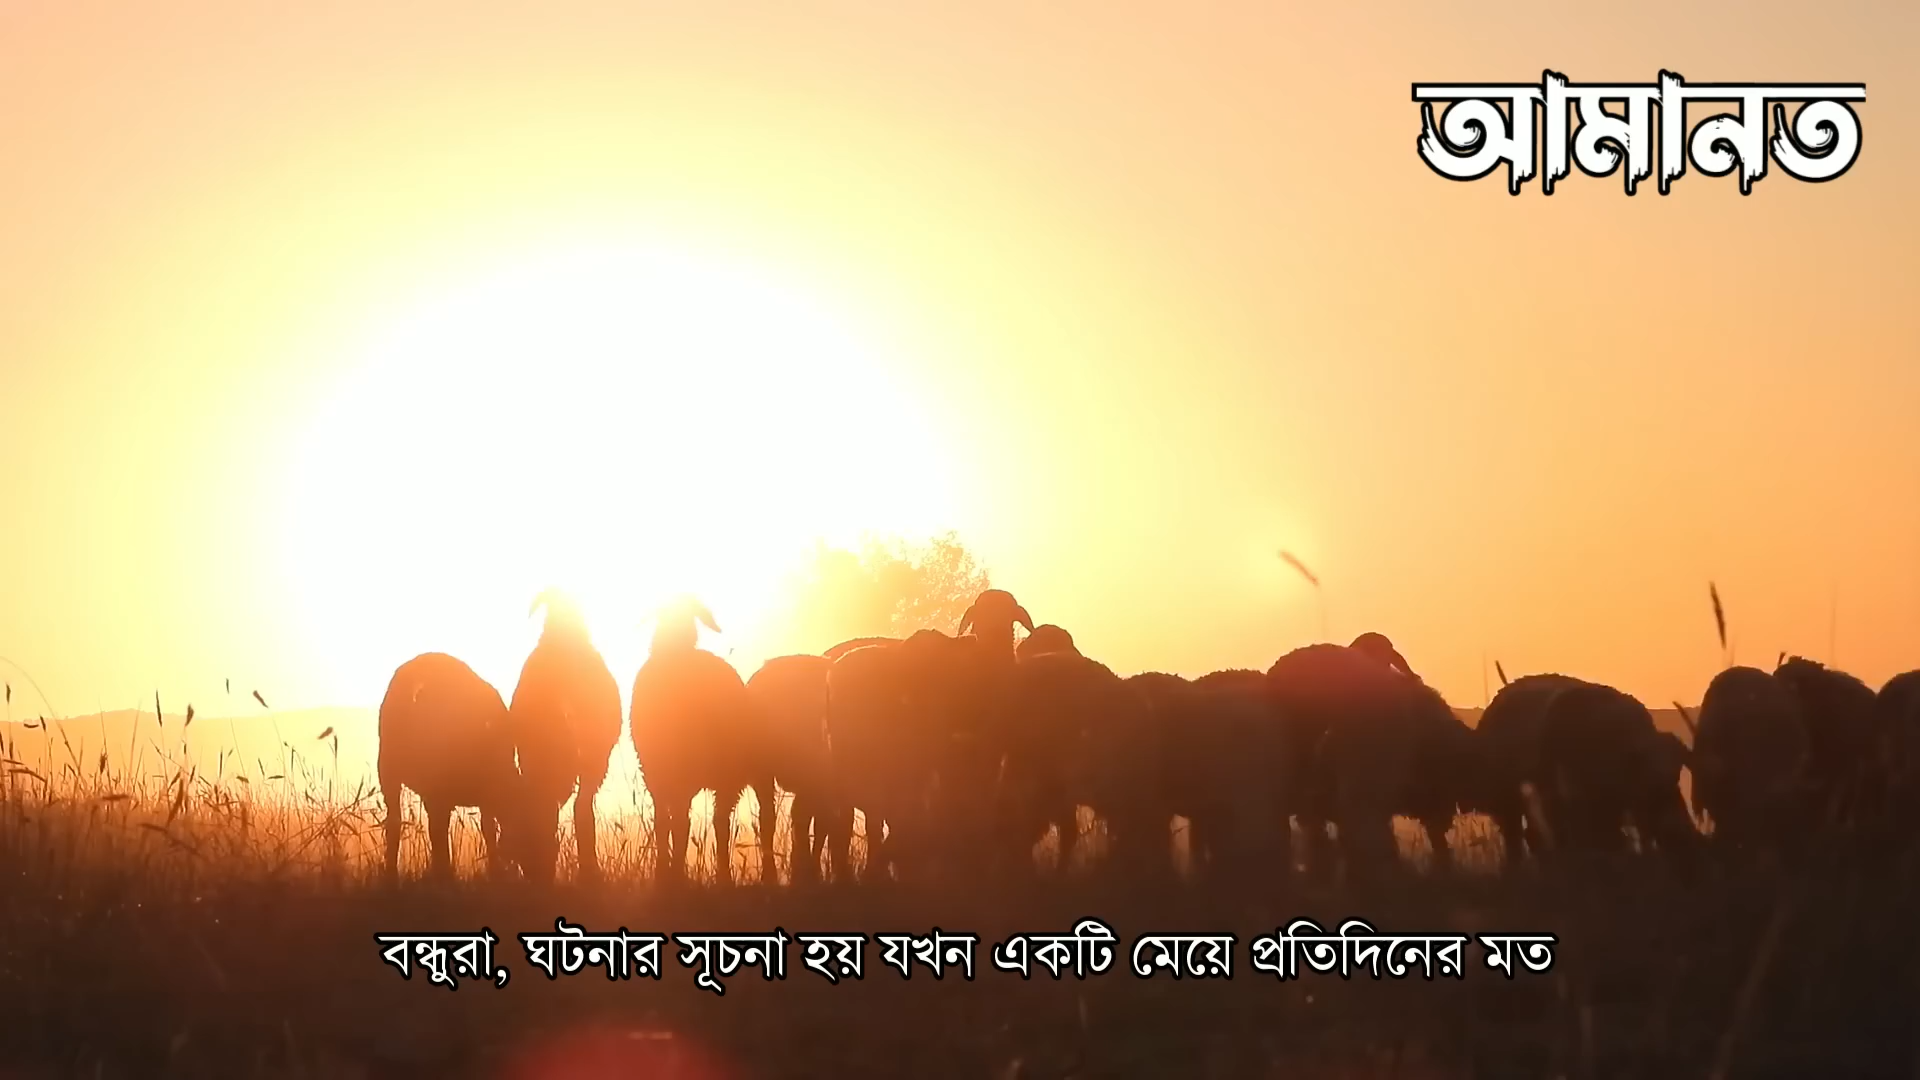 আমানত
বন্ধুরা, ঘটনার সূচনা হয় যখন একটি মেয়ে প্রতিদিনের মত